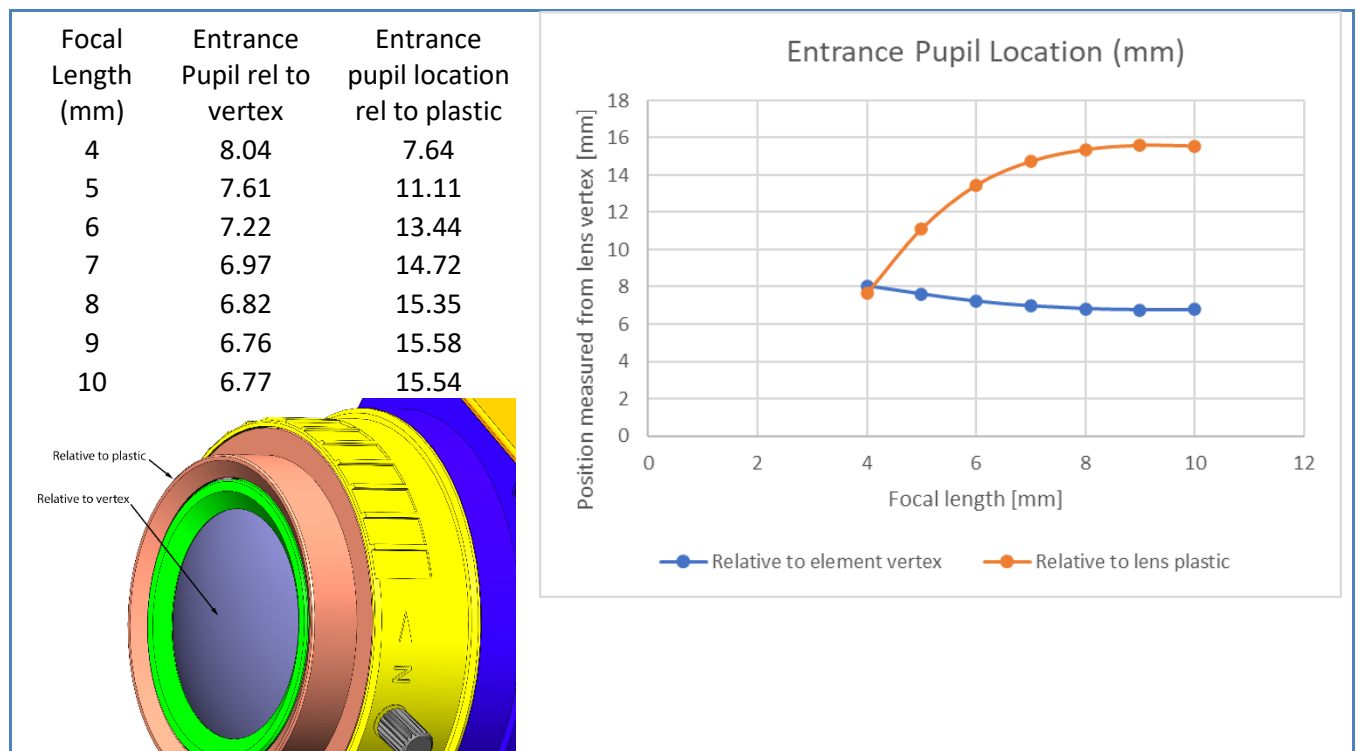 Focal Length (mm) Entrance Pupil rel to vertex Entrance pupil location rel to plastic
4 8.04 7.64
5 7.61 11.11
6 7.22 13.44
7 6.97 14.72
8 6.82 15.35
9 6.76 15.58
10 6.77 15.54
Relative to plastic
Relative to vertex
N
Entrance Pupil Location (mm)
Position measured from lens vertex [mm]
18
16
14
12
10
8
6
4
2
0
0 2 4 6 8 10 12
Focal length [mm]
Relative to element vertex Relative to lens plastic